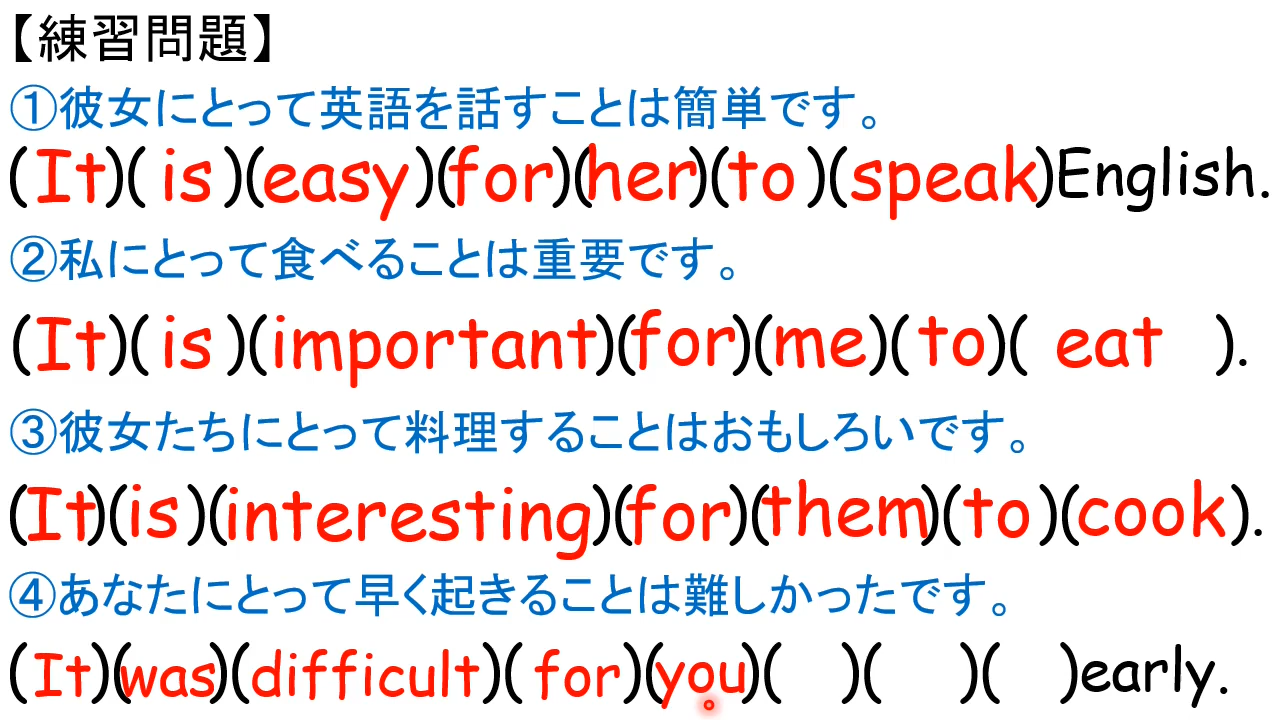 【練習問題】
①彼女にとって英語を話すことは簡単です。
(It)(is)(easy)(for)(her)(to)(speak)English.
②私にとって食べることは重要です。
(It)(is)(important)(for)(me)(to)( eat ).
③彼女たちにとって料理することはおもしろいです。
(It)(is)(interesting)(for)(them)(to)(cook).
④あなたにとって早く起きることは難しかったです。
(It)(was)(difficult)(for)(you)( )( )( )early.